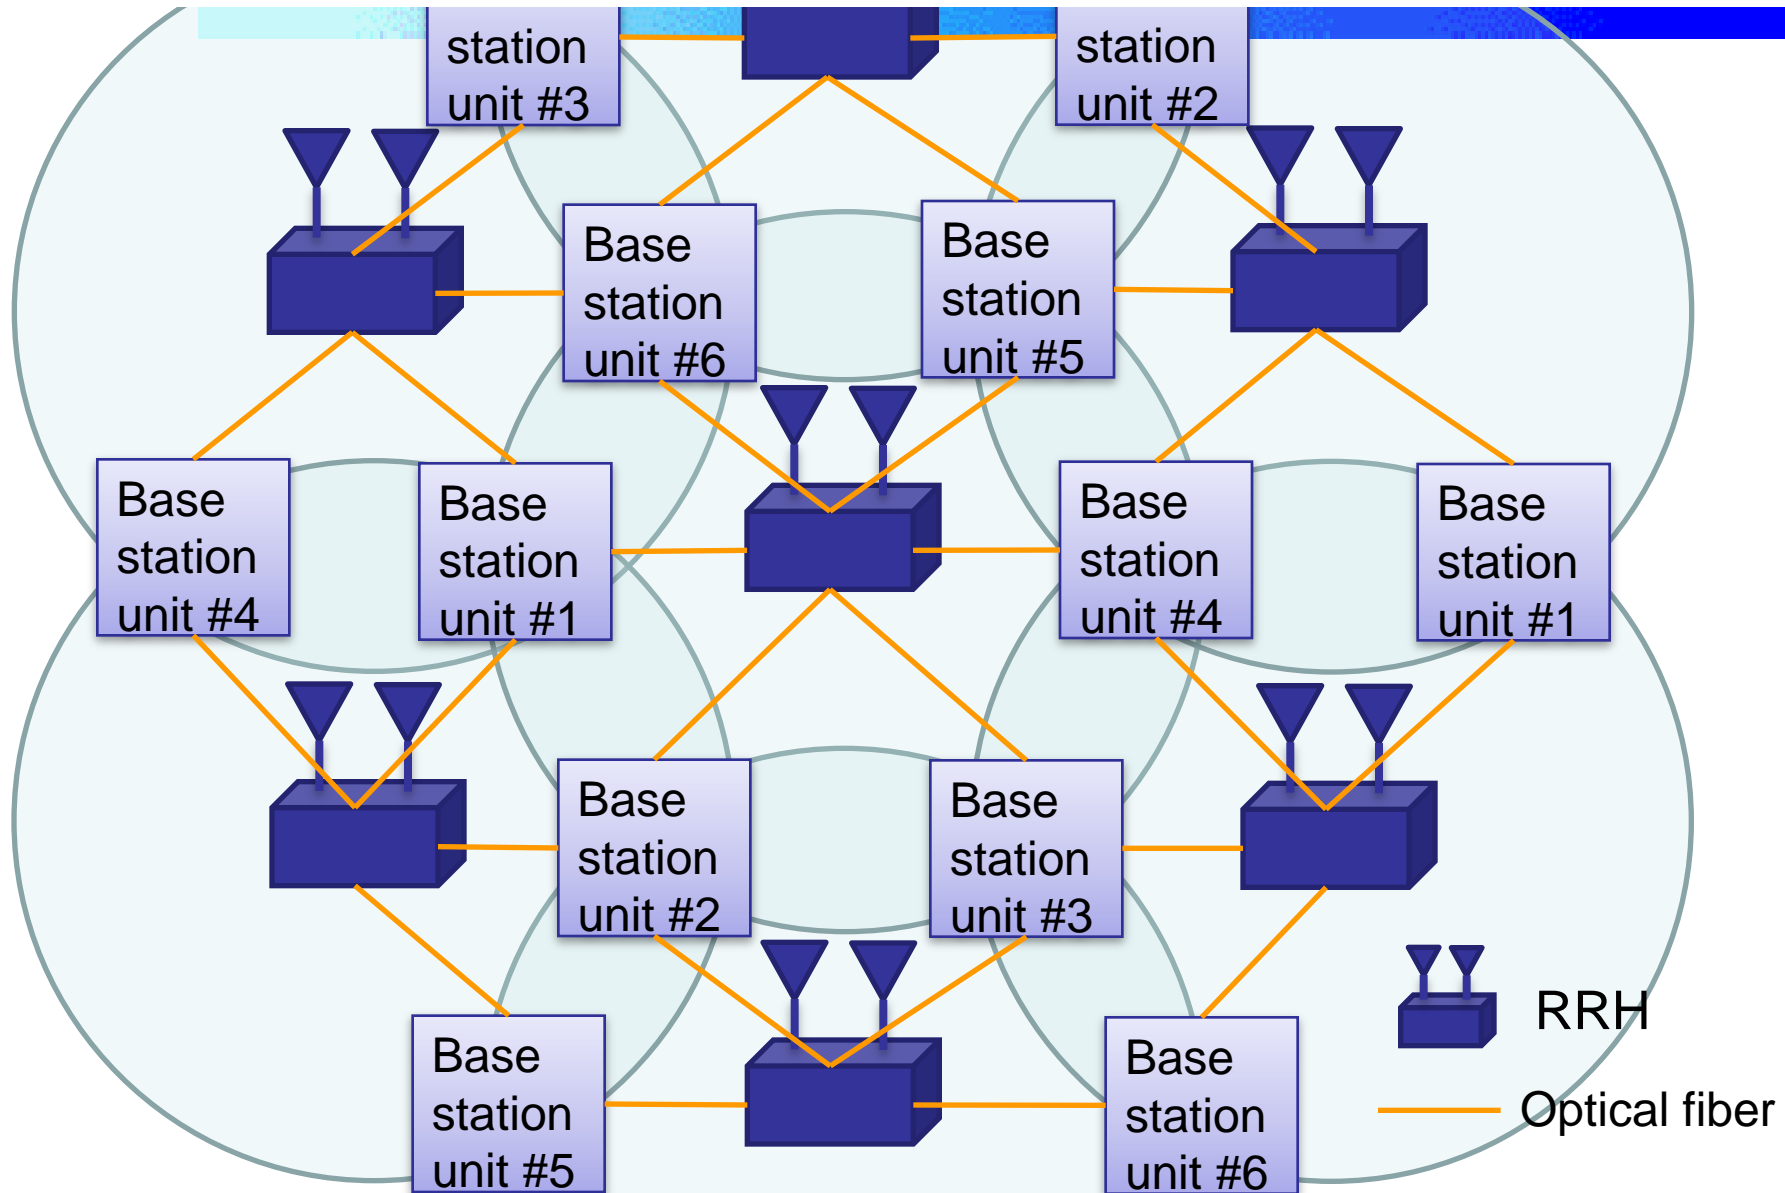 station
unit #3
station
unit #2
Base
station
unit #6
Base
station
unit #5
Base
station
unit #4
Base
station
unit #1
Base
station
unit #4
Base
station
unit #1
Base
station
unit #2
Base
station
unit #3
Base
station
unit #5
Base
station
unit #6
RRH
Optical fiber